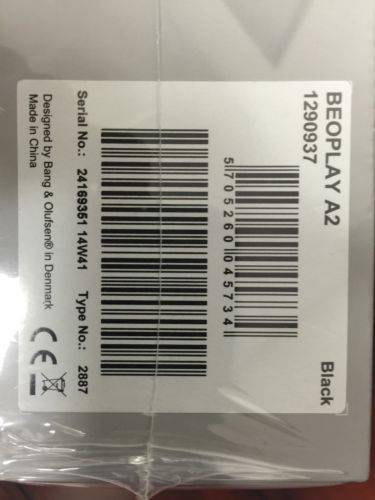 BEOPLAY A2
1290937
Black
5 705260 045734
Serial No.: 24169351 14W41 Type No.: 2887
Designed by Bang & Olufsen® in Denmark
Made in China
CE